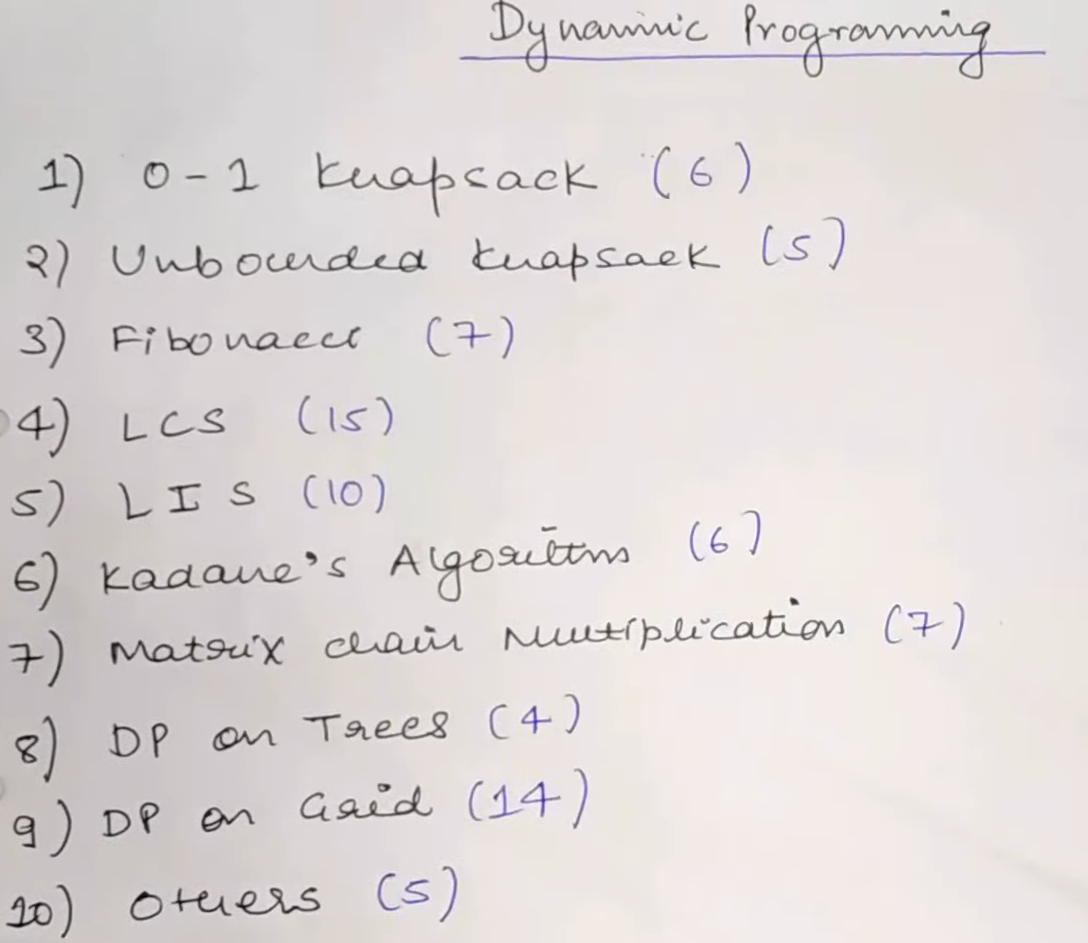 Dynamic Programming
1) 0-1 Knapsack (6)
2) Unbounded Knapsack (5)
3) Fibonacci (7)
4) LCS (15)
5) LIS (10)
6) Kadane's Algorithm (6)
7) Matrix chain Multiplication (7)
8) DP on Trees (4)
9) DP on Grid (14)
10) Others (5)